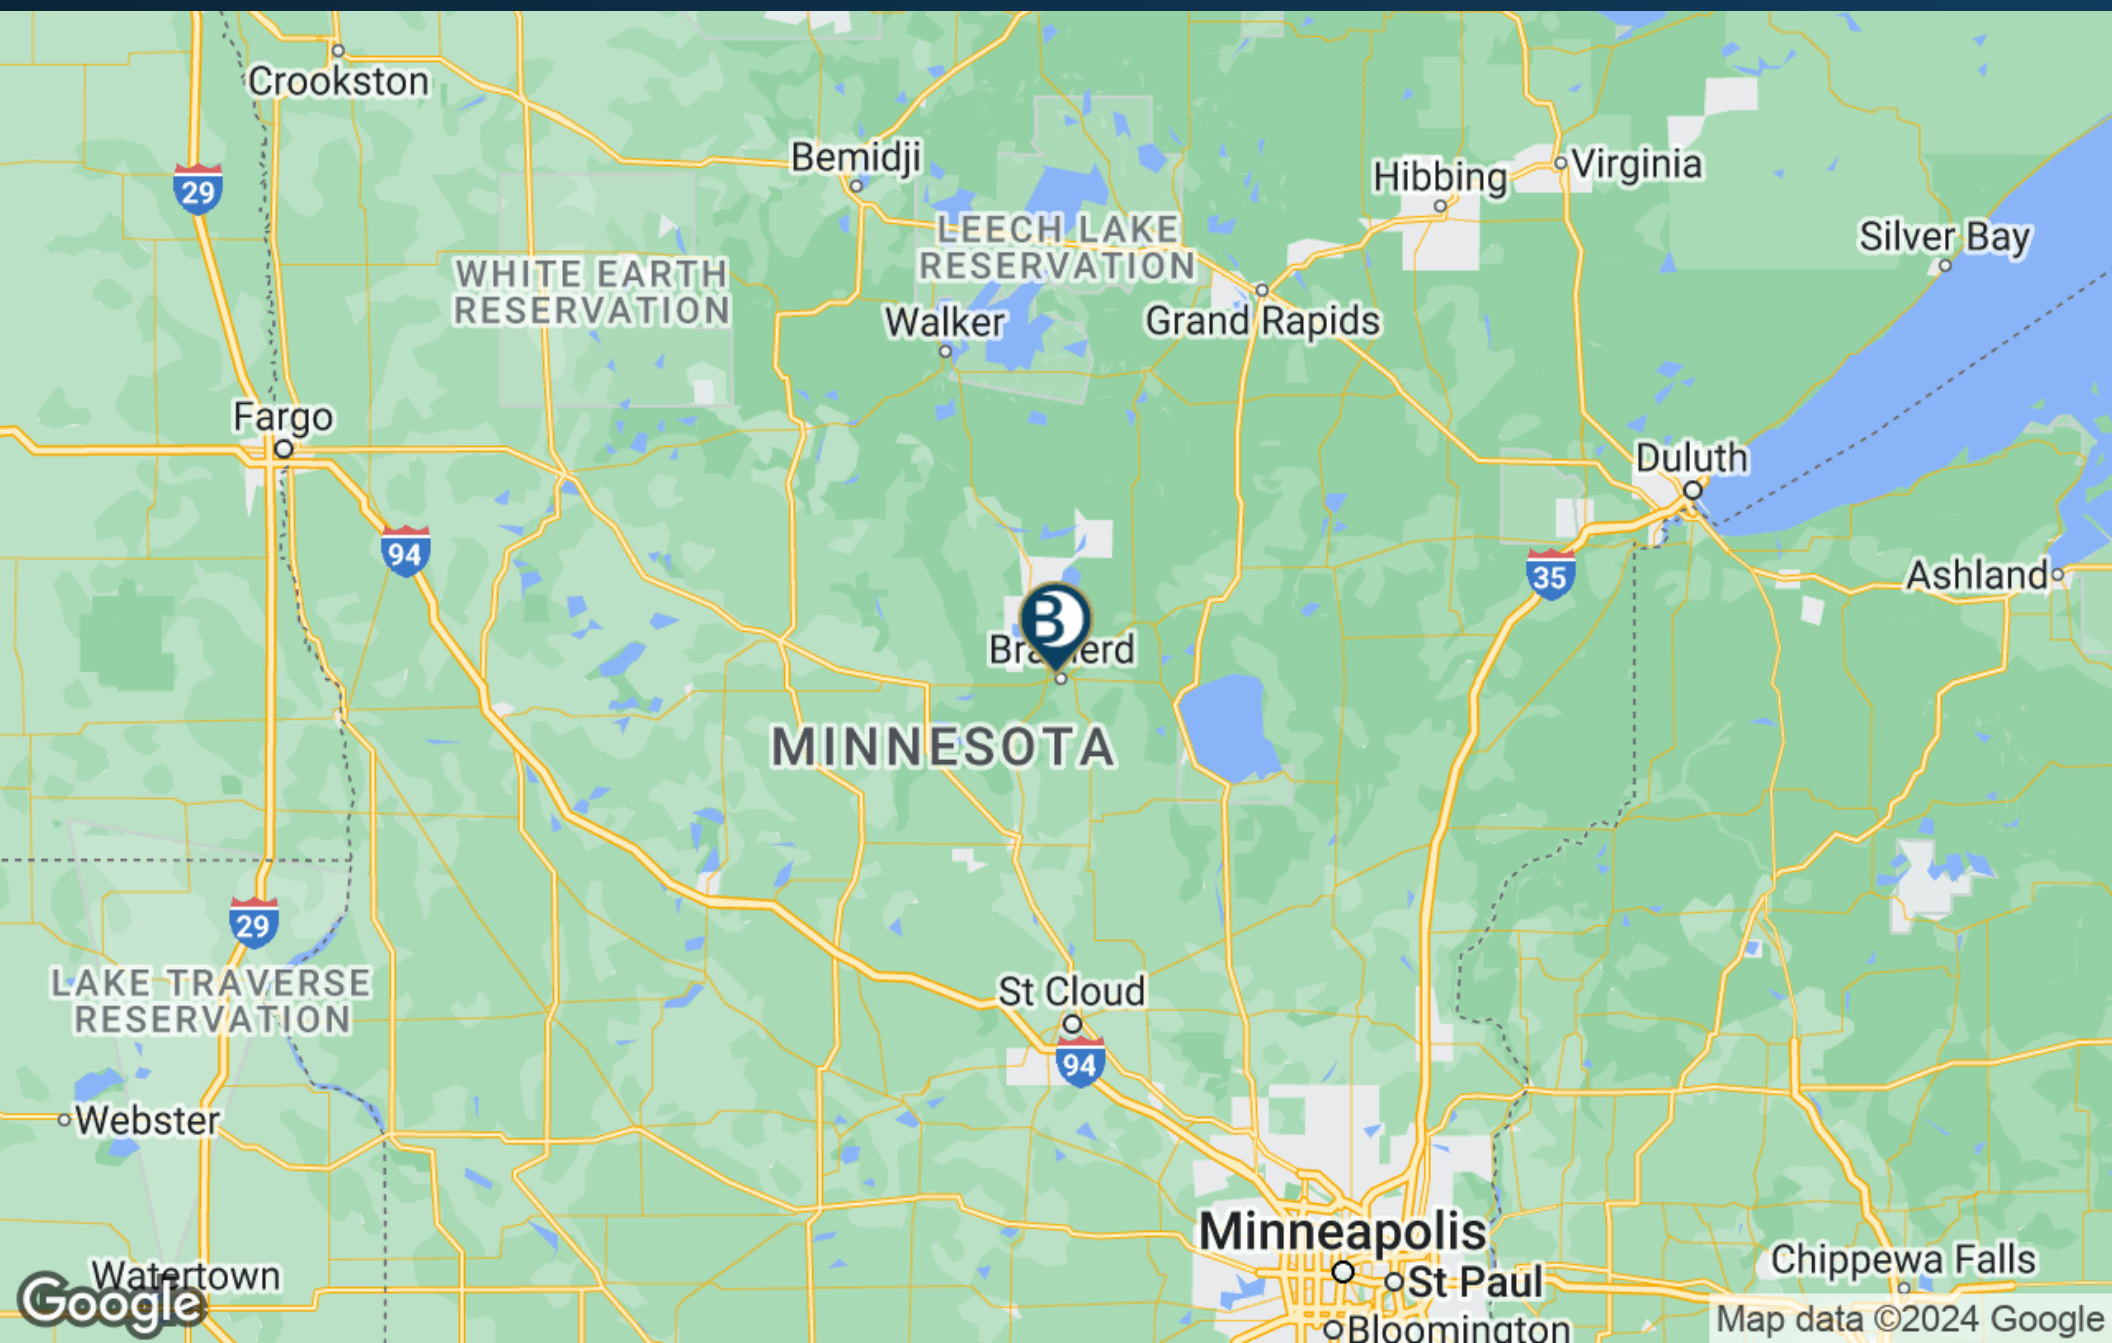 Crookston
Bemidji
Hibbing
Virginia
29
LEECH LAKE
RESERVATION
Silver Bay
WHITE EARTH
RESERVATION
Walker
Grand Rapids
Fargo
Duluth
94
35
Ashland
B
Brainerd
MINNESOTA
29
LAKE TRAVERSE
RESERVATION
St Cloud
94
Webster
Minneapolis
Chippewa Falls
Watertown
St Paul
Google
Map data ©2024 Google
Bloomington